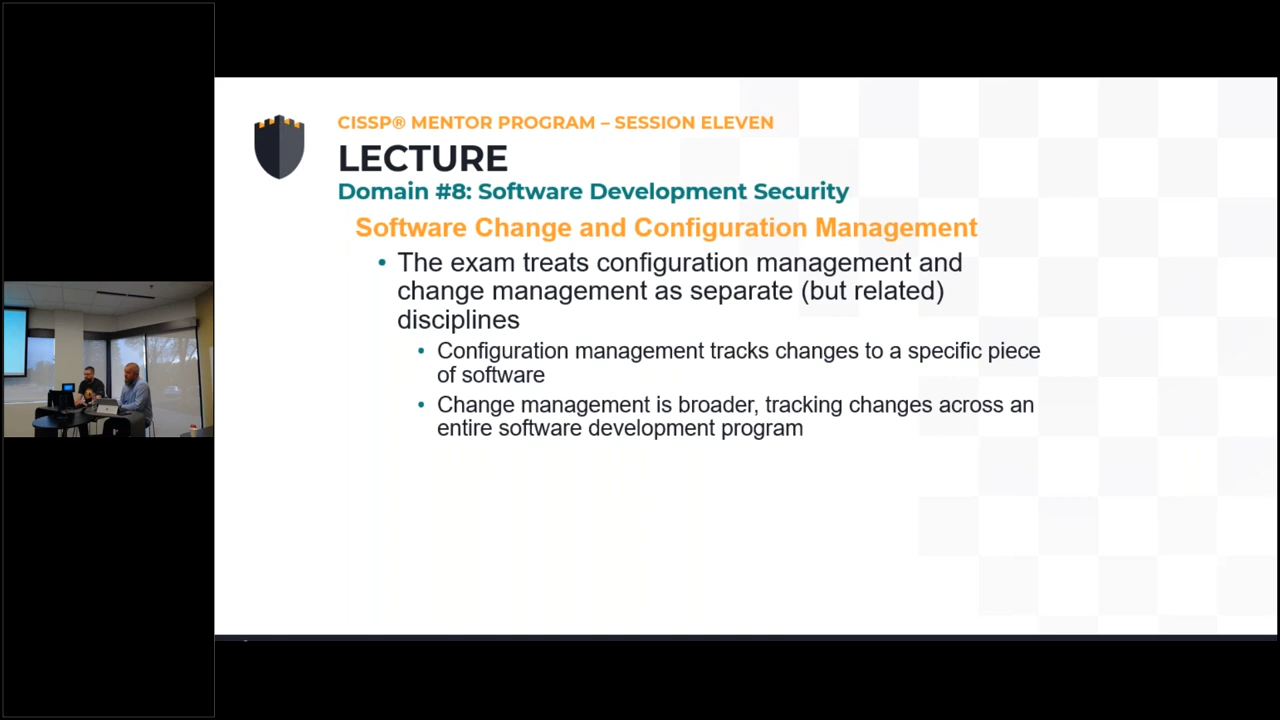 CISSP® MENTOR PROGRAM – SESSION ELEVEN
LECTURE
Domain #8: Software Development Security
Software Change and Configuration Management
• The exam treats configuration management and
change management as separate (but related)
disciplines
• Configuration management tracks changes to a specific piece
of software
• Change management is broader, tracking changes across an
entire software development program